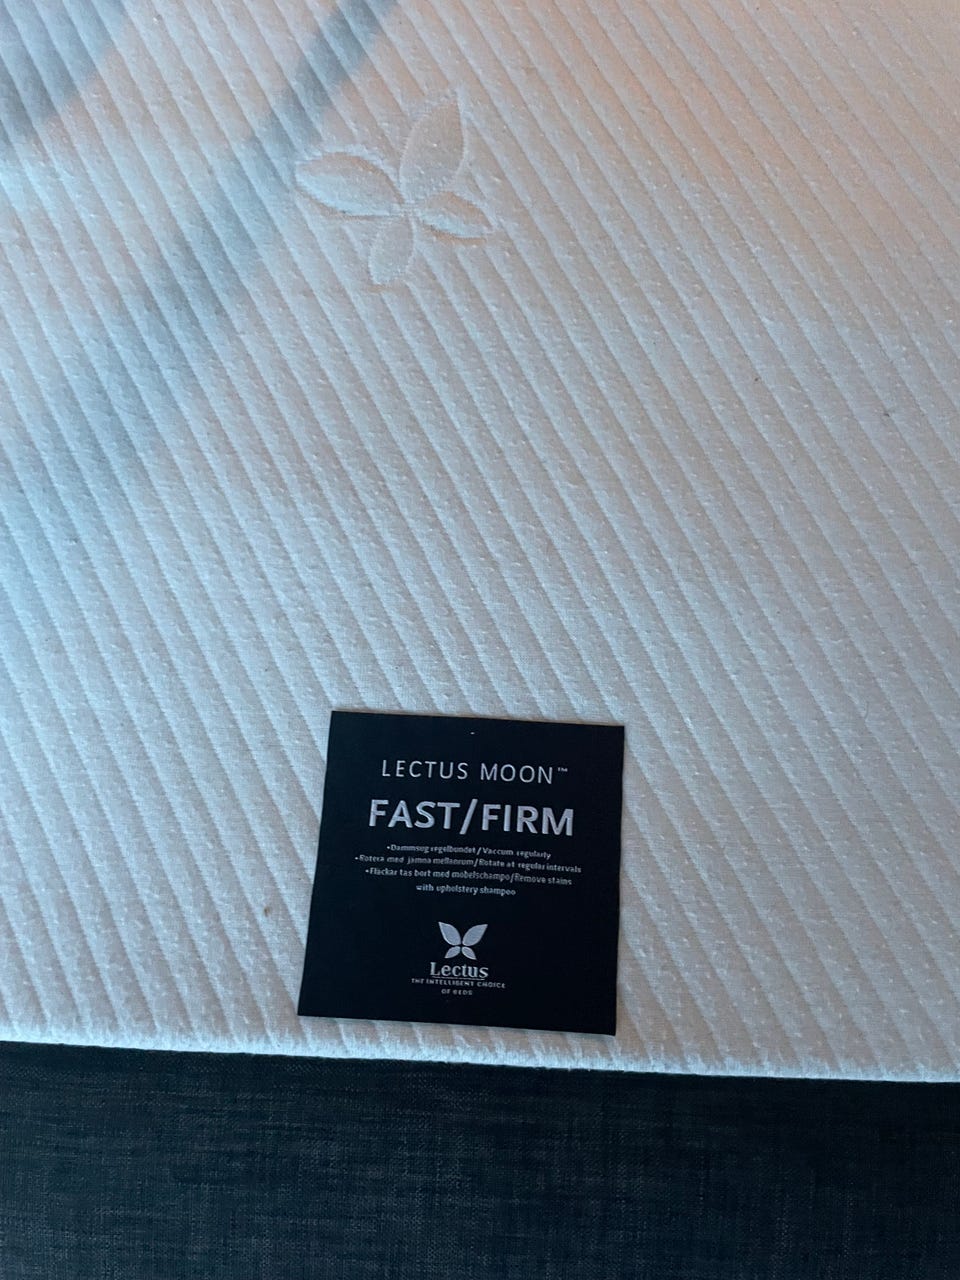 LECTUS MOON™
FAST/FIRM
•Dammsug regelbundet/Vaccum regularly
•Rotera med jämna mellanrum/Rotate at regular intervals
•Fläckar tas bort med möbelschampo/Remove stains
with upholstery shampoo
Lectus
THE INTELLIGENT CHOICE
OF BEDS